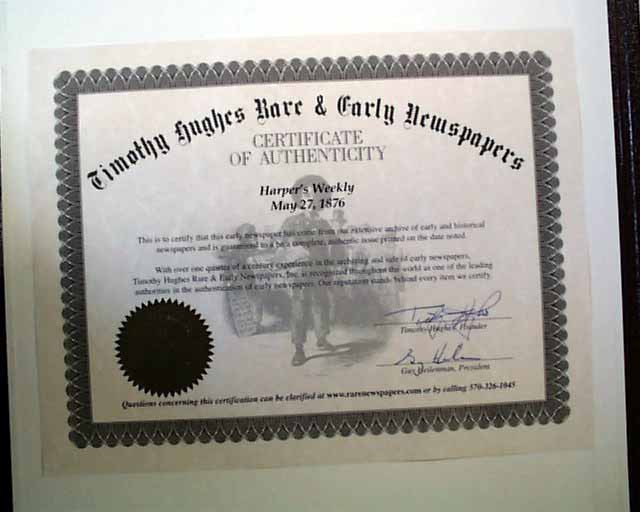 Timothy Hughes Rare & Early Newspapers
CERTIFICATE
OF AUTHENTICITY
Harper's Weekly
May 27, 1876
This is to certify that this early newspaper has come from our extensive archive of early and historical
newspapers and is guaranteed to a be a complete, authentic issue printed on the date noted.
With over one quarter of a century experience in the archiving and sale of early newspapers,
Timothy Hughes Rare & Early Newspapers, Inc. is recognized throughout the world as one of the leading
authorities in the authentication of early newspapers. Our reputation stands behind every item we certify.
Timothy Hughes, Founder
Guy Heilenman, President
Questions concerning this certification can be clarified at www.rarenewspapers.com or by calling 570-326-1045